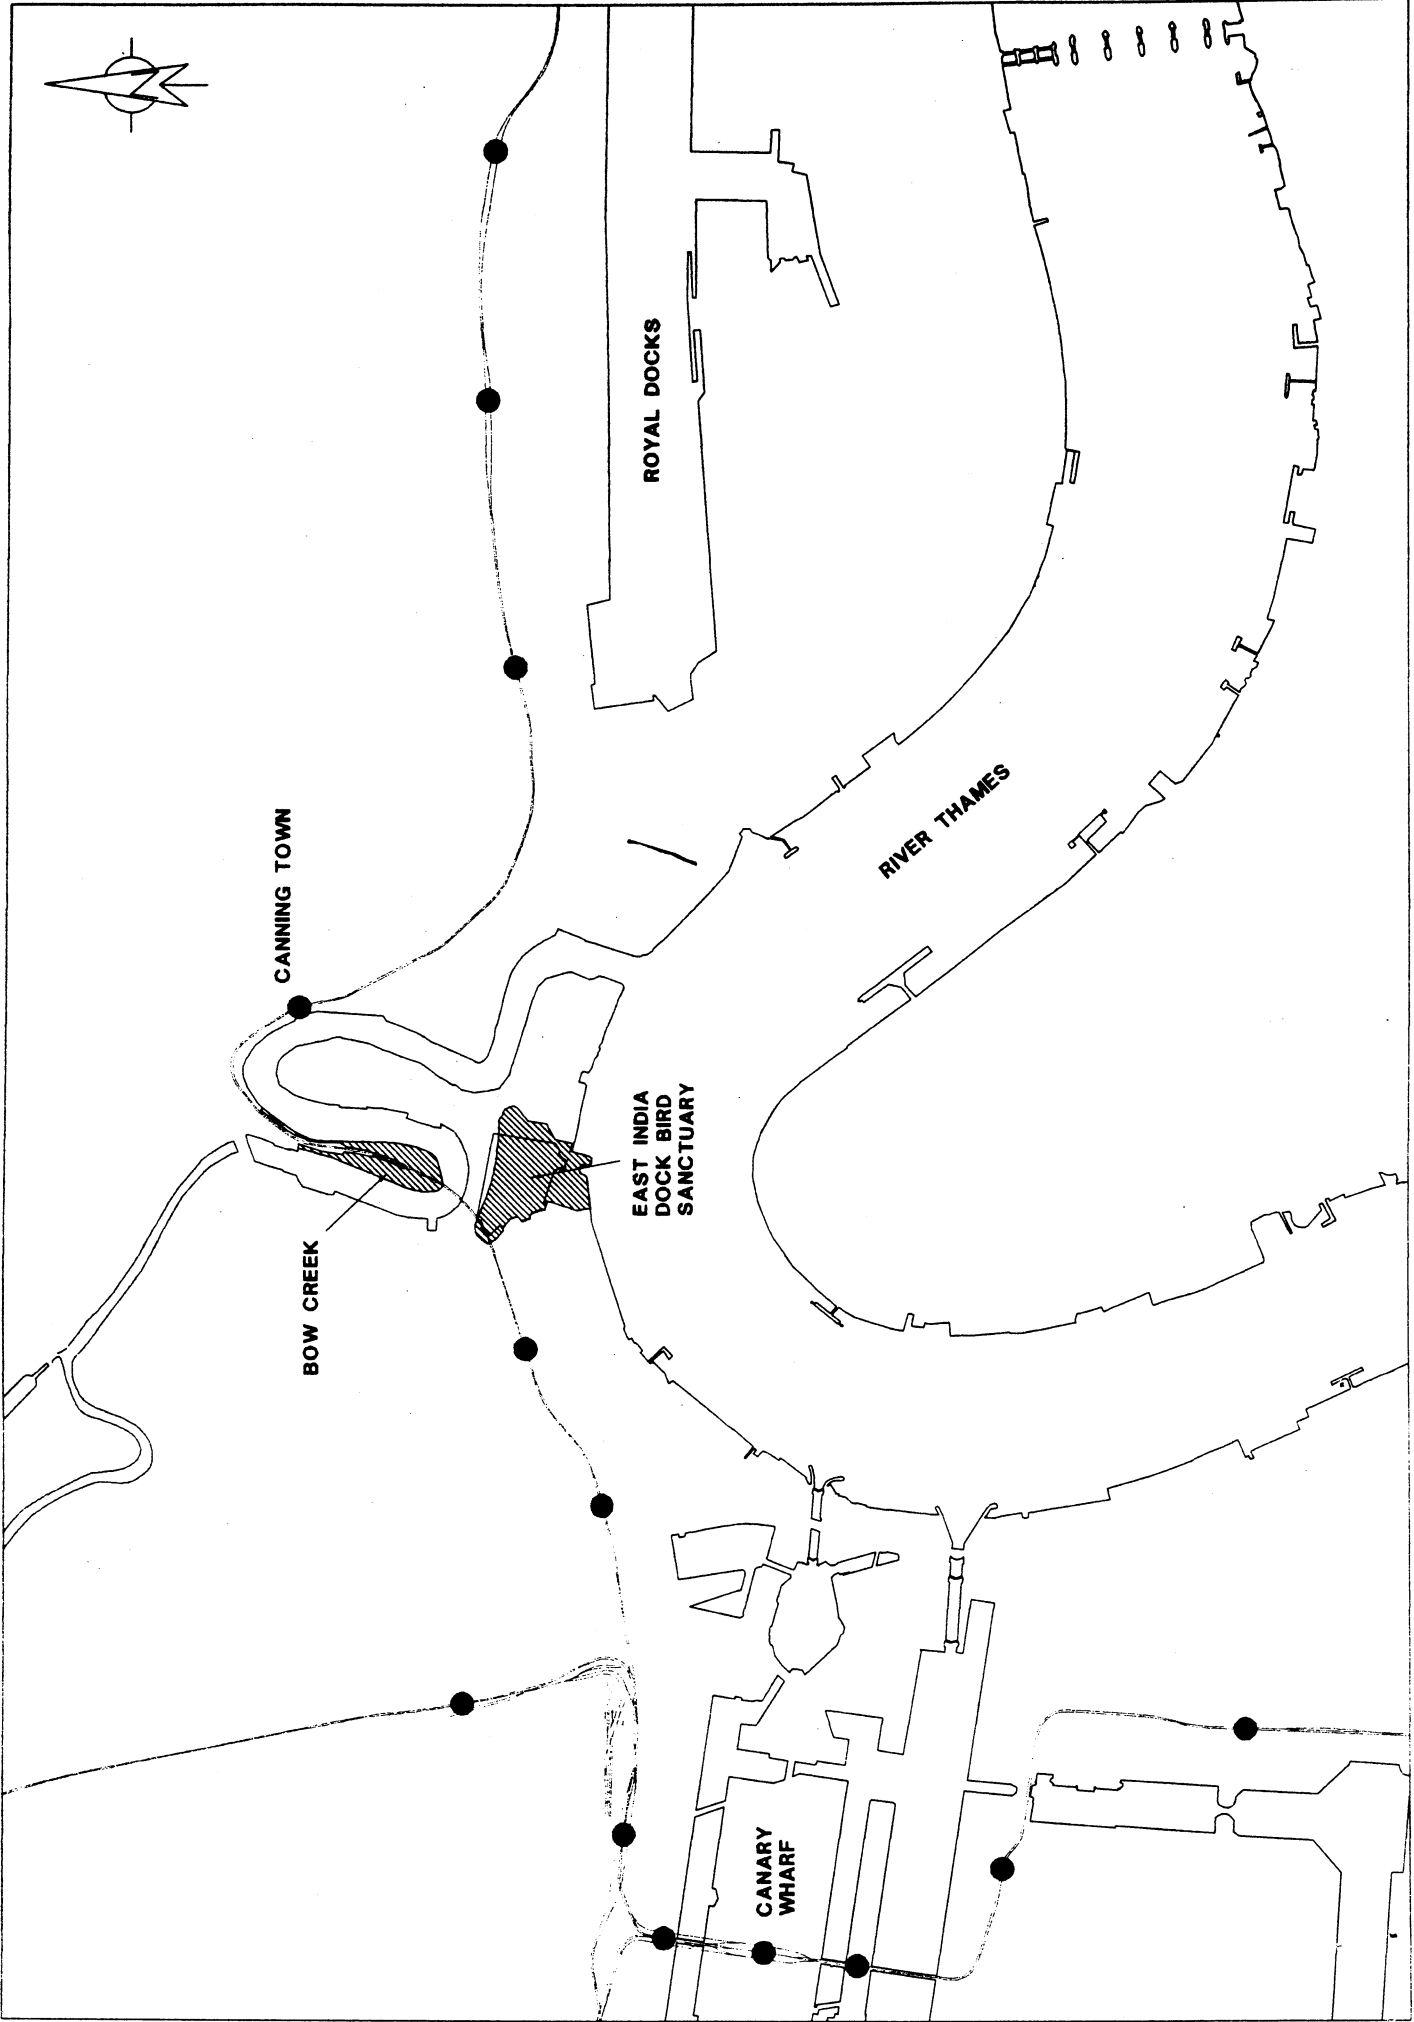 CANNING TOWN
ROYAL DOCKS
RIVER THAMES
BOW CREEK
EAST INDIA
DOCK BIRD
SANCTUARY
CANARY
WHARF